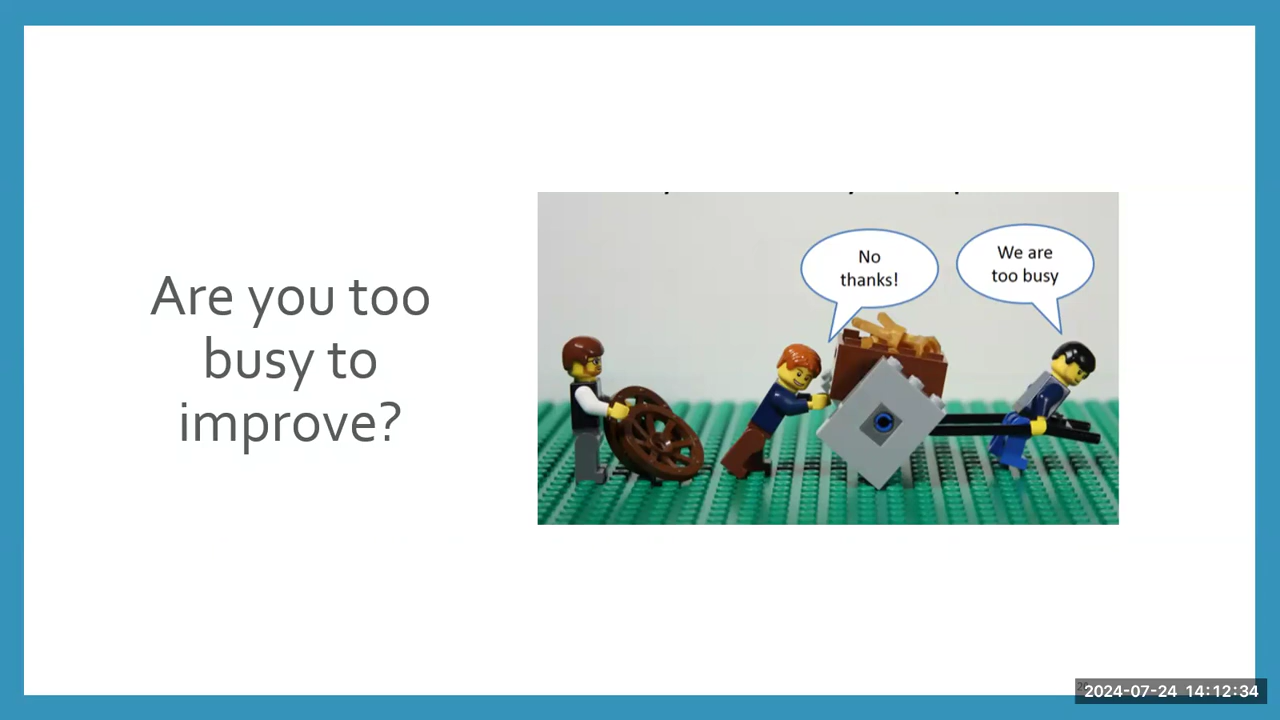 Are you too
busy to
improve?
No
thanks!
We are
too busy
2024-07-24 14:12:34